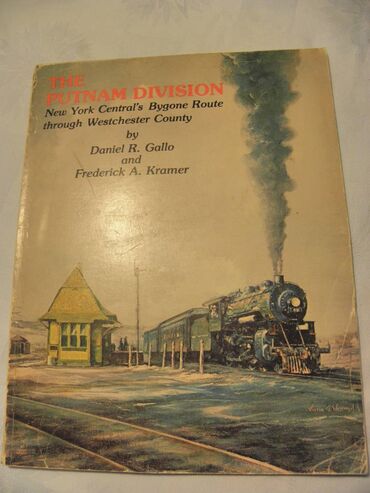 THE
PUTNAM DIVISION
New York Central's Bygone Route
through Westchester County
by
Daniel R. Gallo
and
Frederick A. Kramer